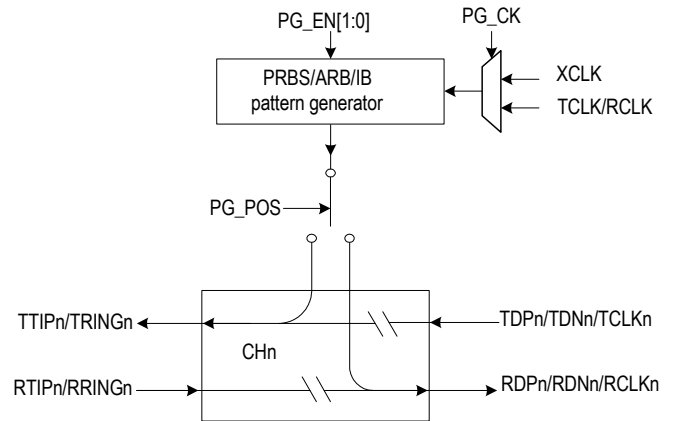 PG_EN[1:0]
PG_CK
PRBS/ARB/IB
pattern generator
XCLK
TCLK/RCLK
PG_POS
TTIPn/TRINGn
TDPn/TDNn/TCLKn
CHn
RTIPn/RRINGn
RDPn/RDNn/RCLKn